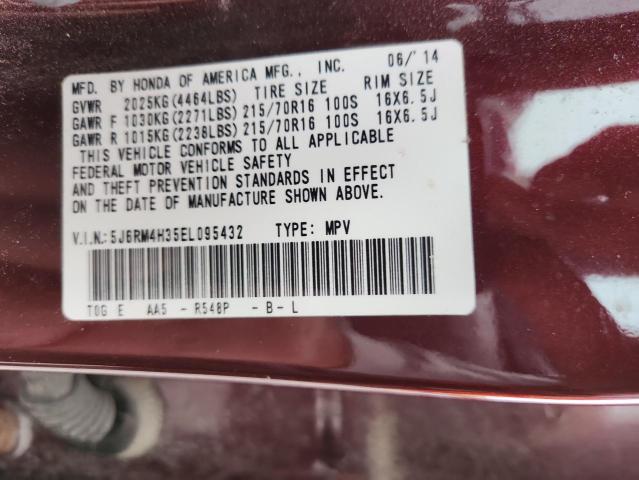 MFD. BY HONDA OF AMERICA MFG., INC. 06/'14
GVWR 2025KG(4464LBS) TIRE SIZE RIM SIZE
GAWR F 1030KG(2271LBS) 215/70R16 100S 16X6.5J
GAWR R 1015KG(2238LBS) 215/70R16 100S 16X6.5J
THIS VEHICLE CONFORMS TO ALL APPLICABLE
FEDERAL MOTOR VEHICLE SAFETY
AND THEFT PREVENTION STANDARDS IN EFFECT
ON THE DATE OF MANUFACTURE SHOWN ABOVE.
V.I.N.:5J6RM4H35EL095432 TYPE: MPV
TOG E AA5 - R548P - B - L